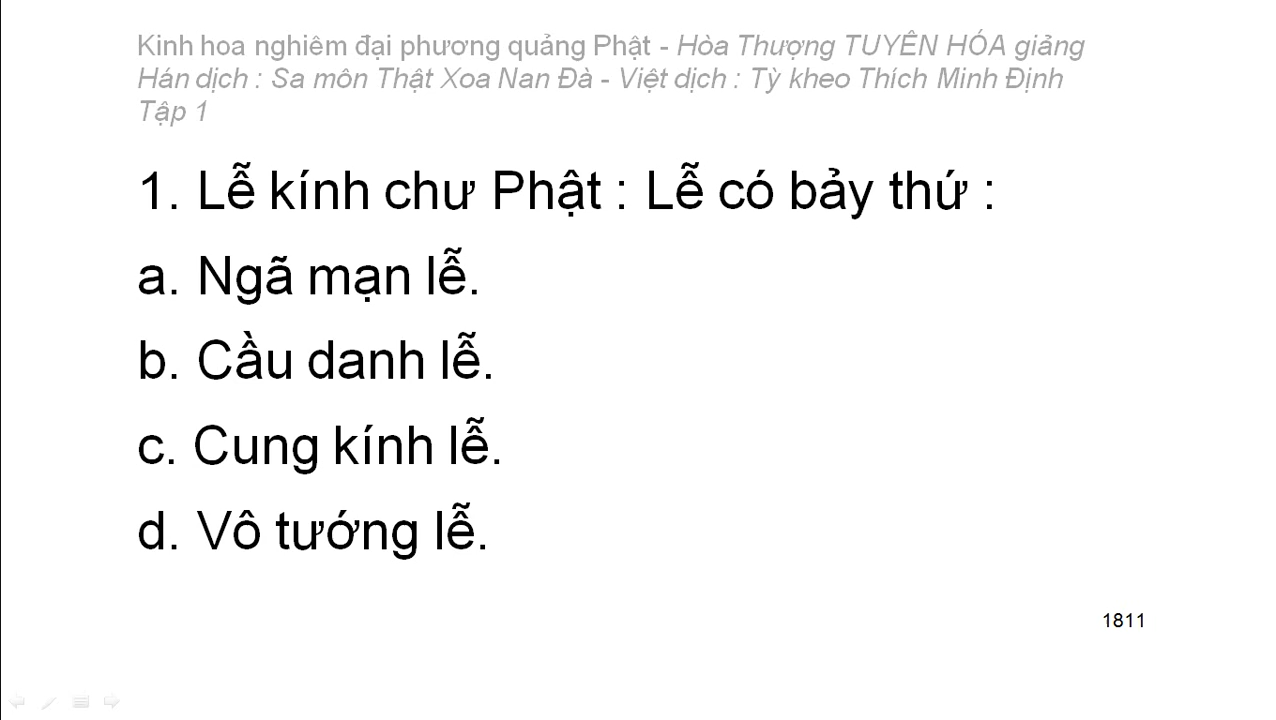 Kinh hoa nghiêm đại phương quảng Phật - Hòa Thượng TUYÊN HÓA giảng
Hán dịch : Sa môn Thật Xoa Nan Đà - Việt dịch : Tỳ kheo Thích Minh Định
Tập 1
1. Lễ kính chư Phật : Lễ có bảy thứ :
a. Ngã mạn lễ.
b. Cầu danh lễ.
c. Cung kính lễ.
d. Vô tướng lễ.
1811